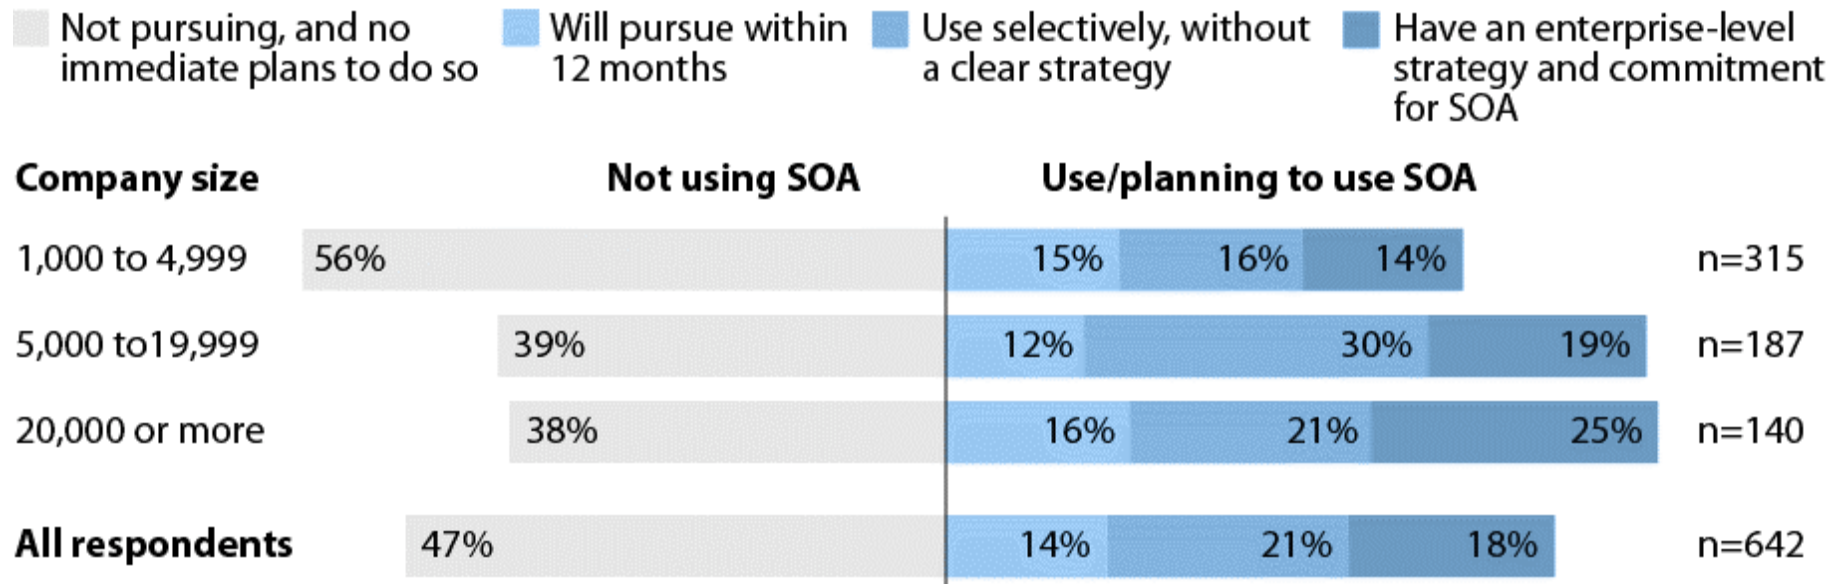 Not pursuing, and no
immediate plans to do so
Will pursue within
12 months
Use selectively, without
a clear strategy
Have an enterprise-level
strategy and commitment
for SOA
Company size Not using SOA Use/planning to use SOA
1,000 to 4,999 56% 15% 16% 14% n=315
5,000 to19,999 39% 12% 30% 19% n=187
20,000 or more 38% 16% 21% 25% n=140
All respondents 47% 14% 21% 18% n=642